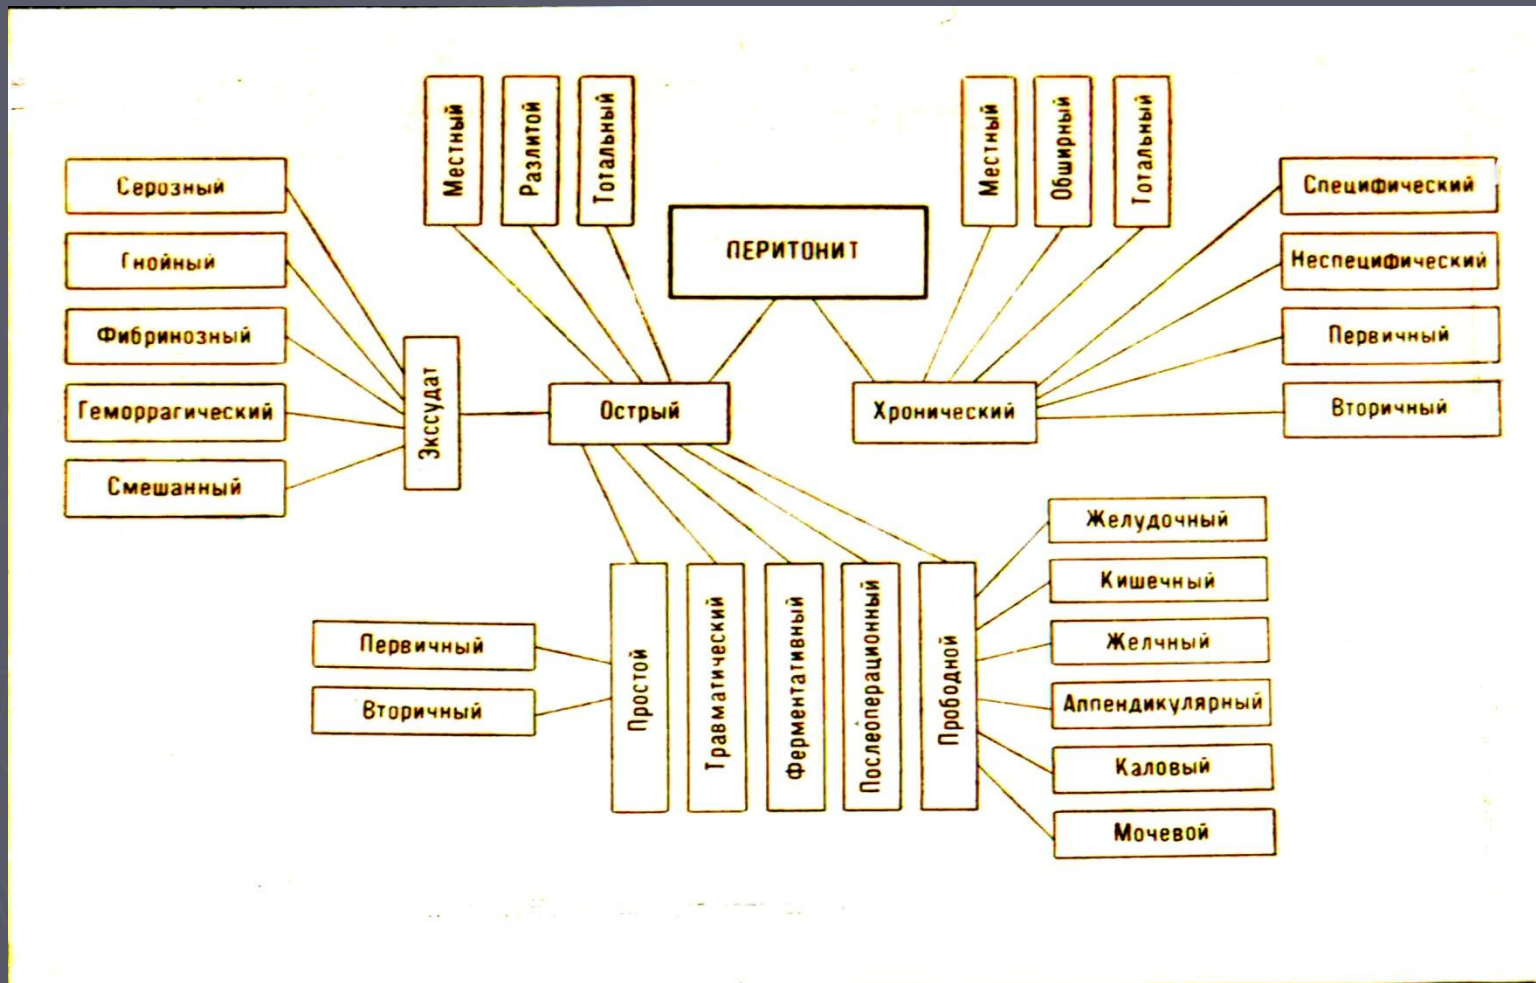 Местный
Разлитой
Тотальный
Местный
Обширный
Тотальный
ПЕРИТОНИТ
Серозный
Гнойный
Фибринозный
Геморрагический
Смешанный
Экссудат
Острый
Хронический
Специфический
Неспецифический
Первичный
Вторичный
Первичный
Вторичный
Простой
Травматический
Ферментативный
Послеоперационный
Прободной
Желудочный
Кишечный
Желчный
Аппендикулярный
Каловый
Мочевой